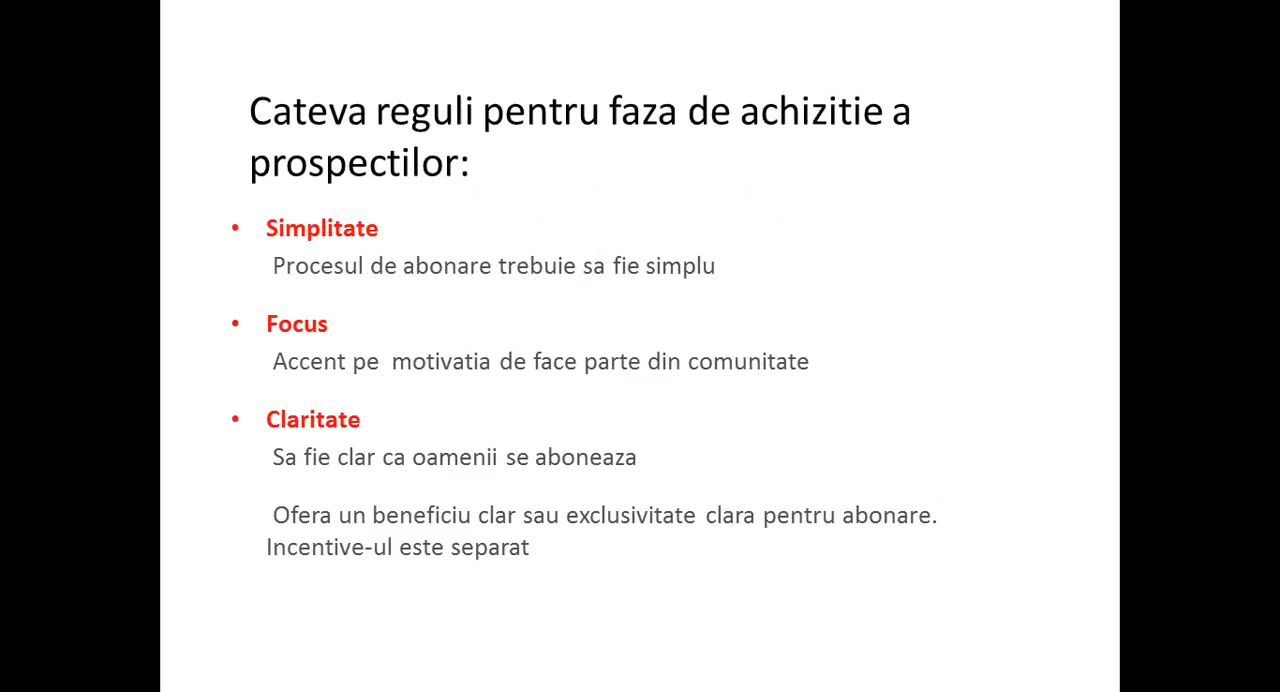 Cateva reguli pentru faza de achizitie a
prospectilor:
• Simplitate
Procesul de abonare trebuie sa fie simplu
• Focus
Accent pe motivatia de face parte din comunitate
• Claritate
Sa fie clar ca oamenii se aboneaza
Ofera un beneficiu clar sau exclusivitate clara pentru abonare.
Incentive-ul este separat